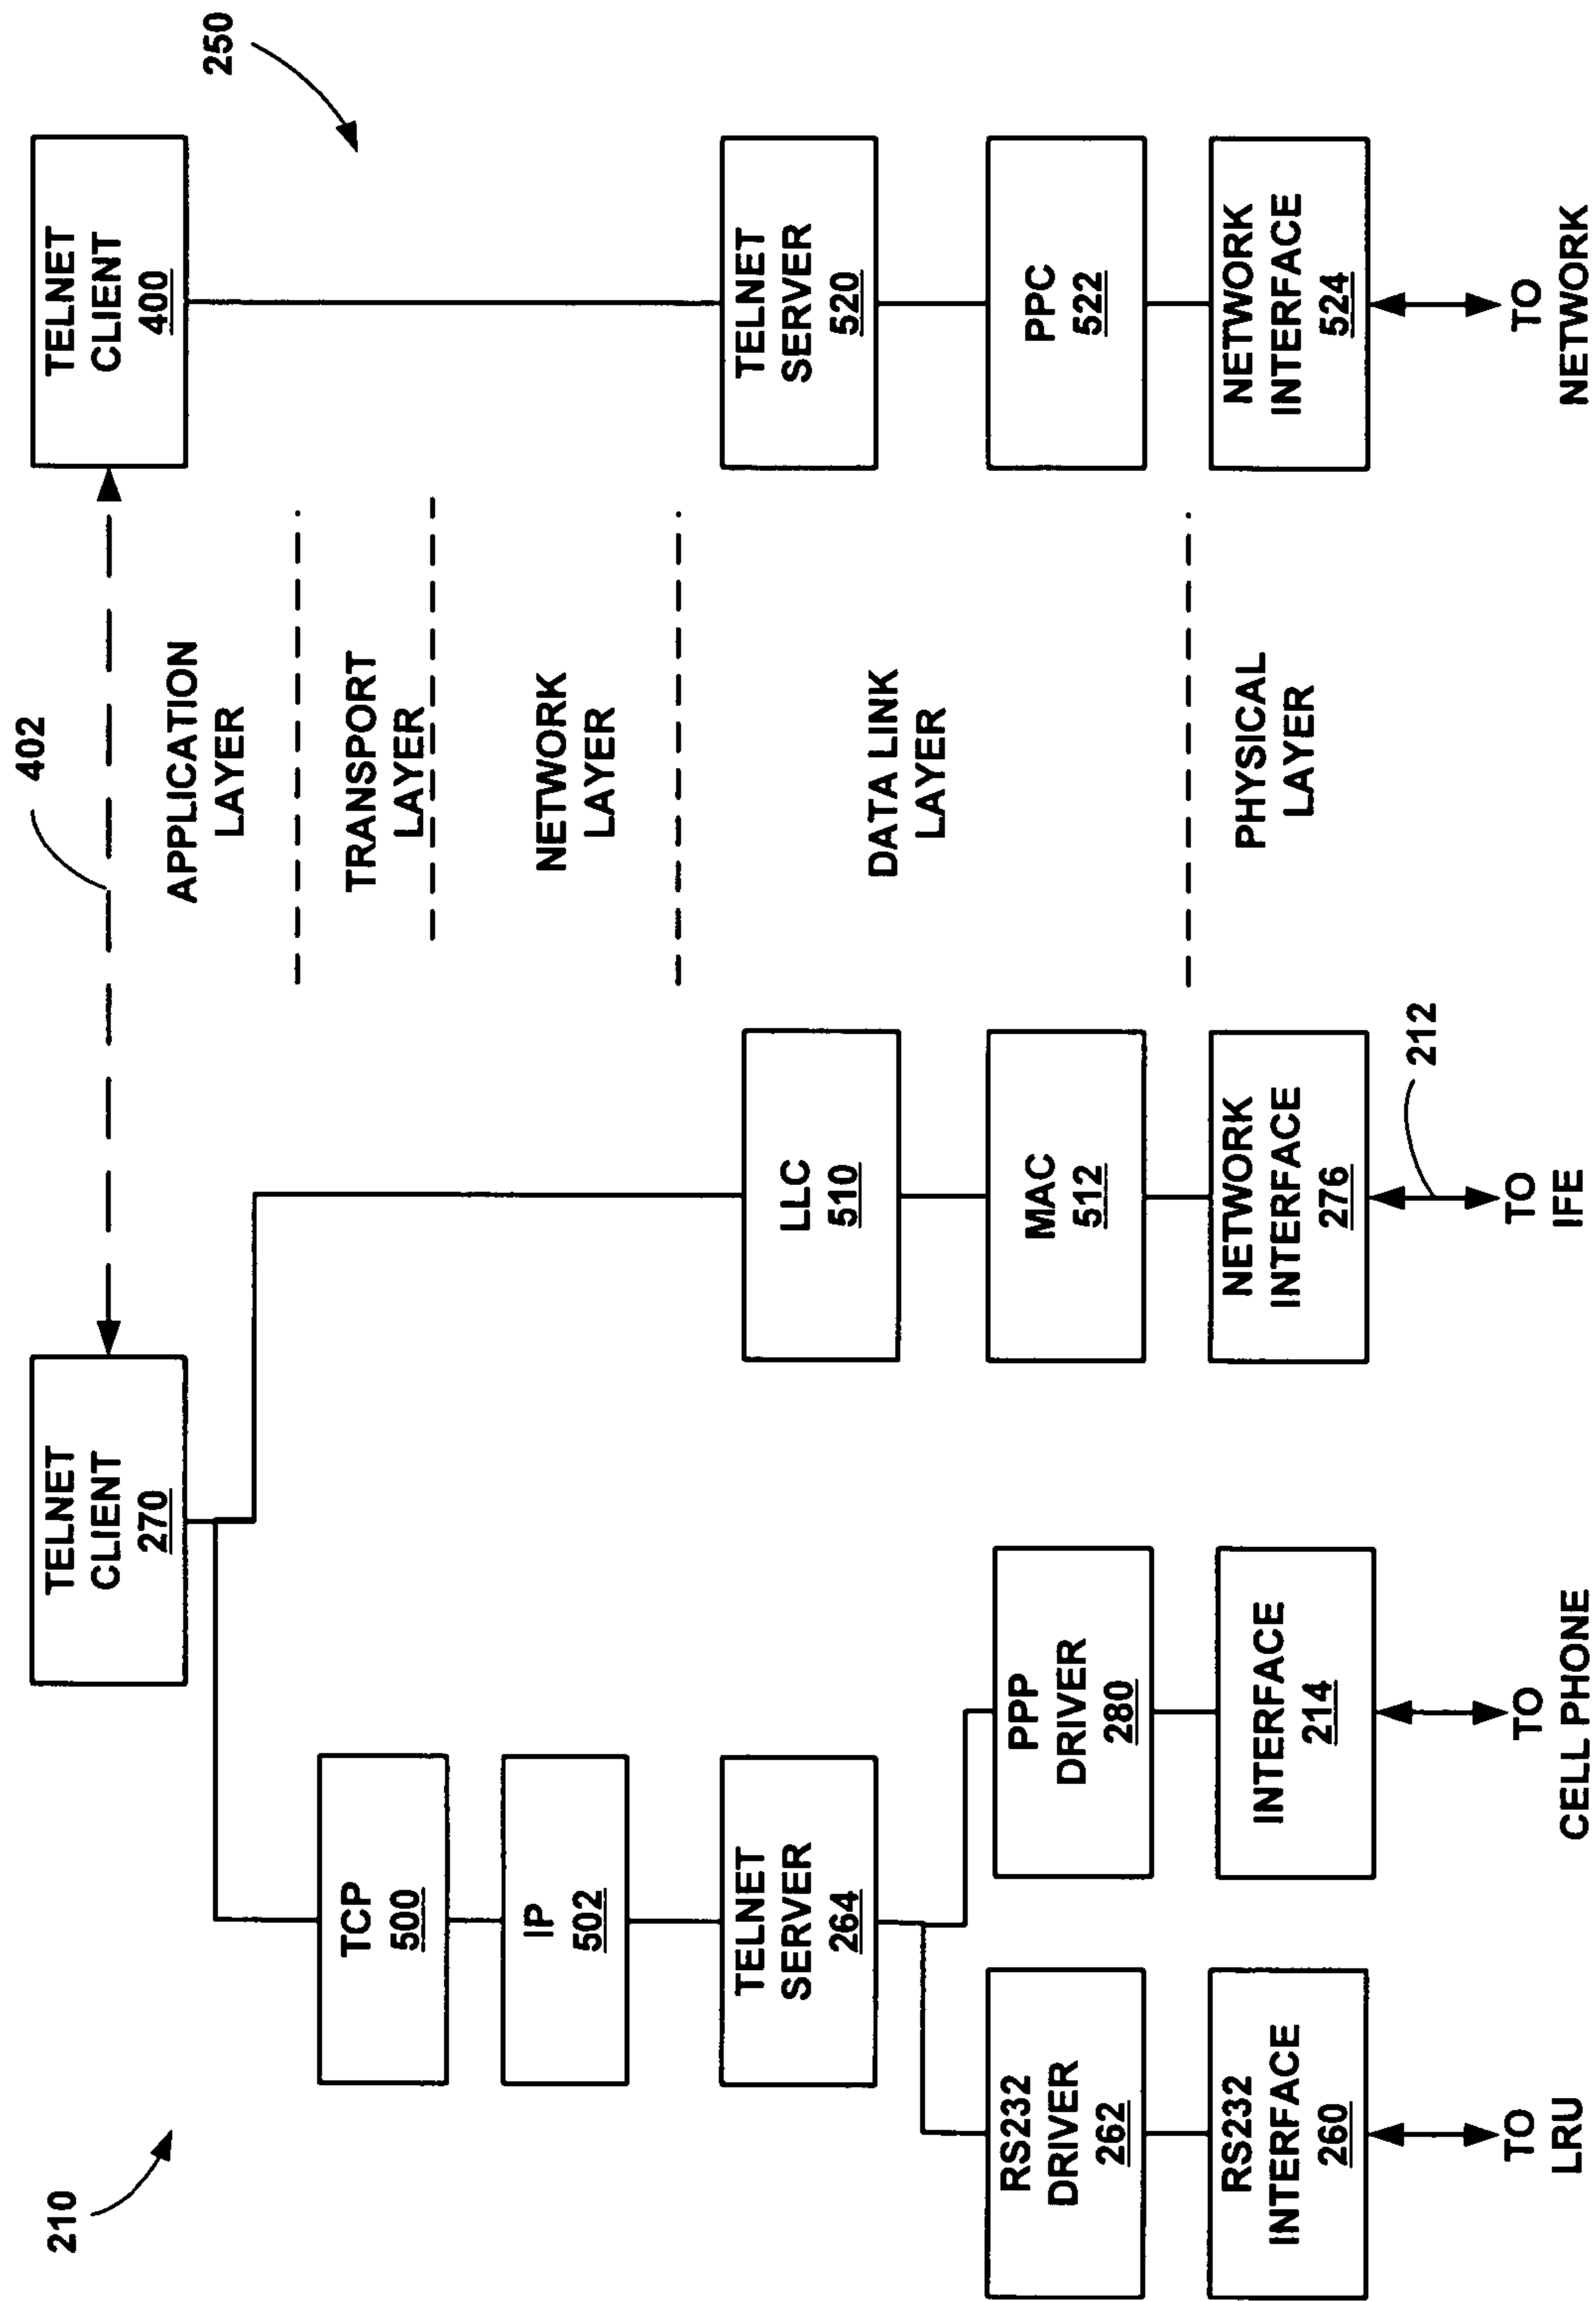 210
TELNET
CLIENT
270
402
TELNET
CLIENT
400
250
APPLICATION
LAYER
TCP
500
TRANSPORT
LAYER
IP
502
NETWORK
LAYER
TELNET
SERVER
264
LLC
510
DATA LINK
LAYER
TELNET
SERVER
520
RS232
DRIVER
262
PPP
DRIVER
280
MAC
512
PPC
522
RS232
INTERFACE
260
INTERFACE
214
NETWORK
INTERFACE
276
PHYSICAL
LAYER
NETWORK
INTERFACE
524
212
TO
LRU
TO
CELL PHONE
TO
IFE
TO
NETWORK